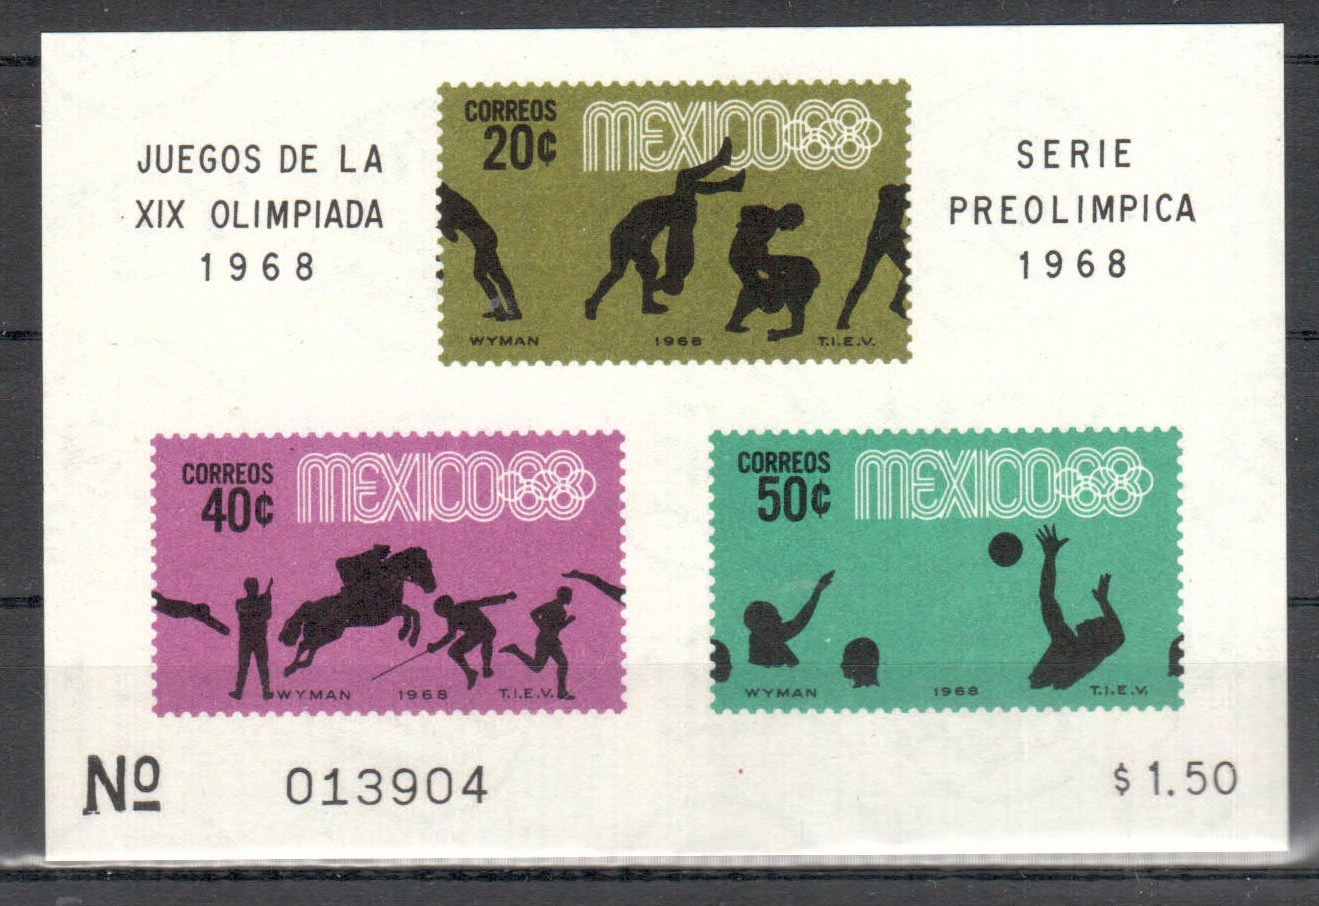 JUEGOS DE LA
XIX OLIMPIADA
1968
CORREOS
20¢
MEXICO68
WYMAN 1968 T.I.E.V.
SERIE
PREOLIMPICA
1968
CORREOS
40¢
MEXICO68
WYMAN 1968 T.I.E.V.
CORREOS
50¢
MEXICO68
WYMAN 1968 T.I.E.V.
Nº 013904
$1.50